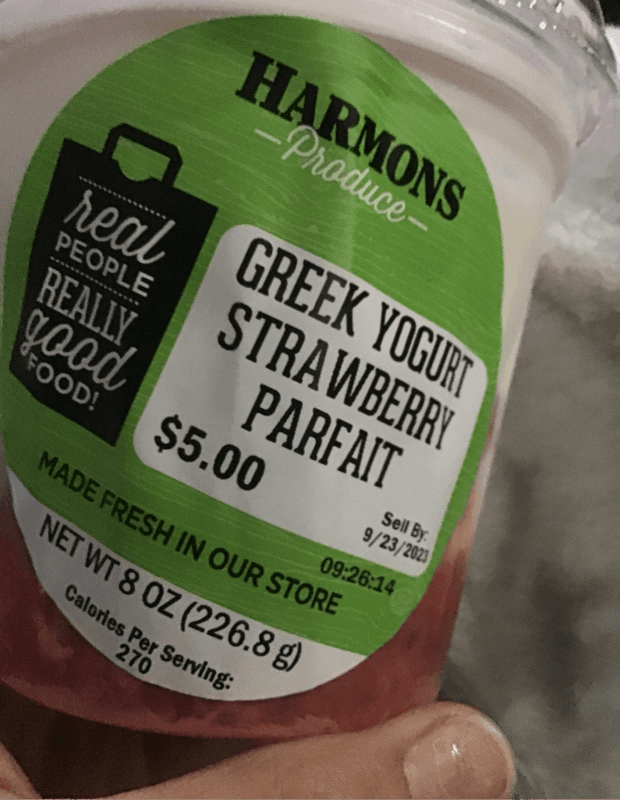 HARMONS
Produce
real
PEOPLE
REALLY
good
FOOD!
GREEK YOGURT
STRAWBERRY
PARFAIT
$5.00
Sell By:
9/23/2023
09:26:14
MADE FRESH IN OUR STORE
NET WT 8 OZ (226.8 g)
Calories Per Serving:
270